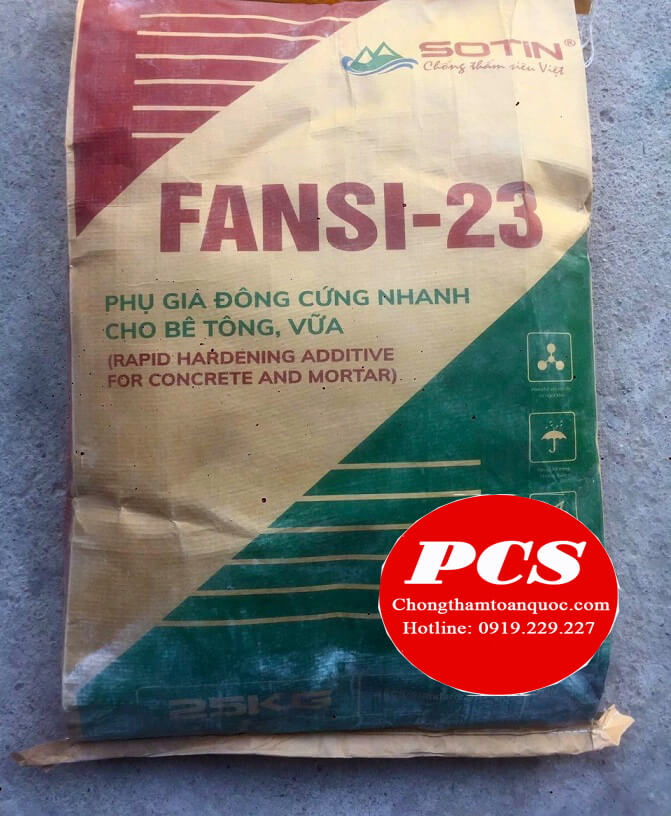 SOTIN®
Chống thấm siêu Việt
FANSI-23
PHỤ GIA ĐÔNG CỨNG NHANH
CHO BÊ TÔNG, VỮA
(RAPID HARDENING ADDITIVE
FOR CONCRETE AND MORTAR)
PCS
Chongthamtoanquoc.com
Hotline: 0919.229.227
25KG